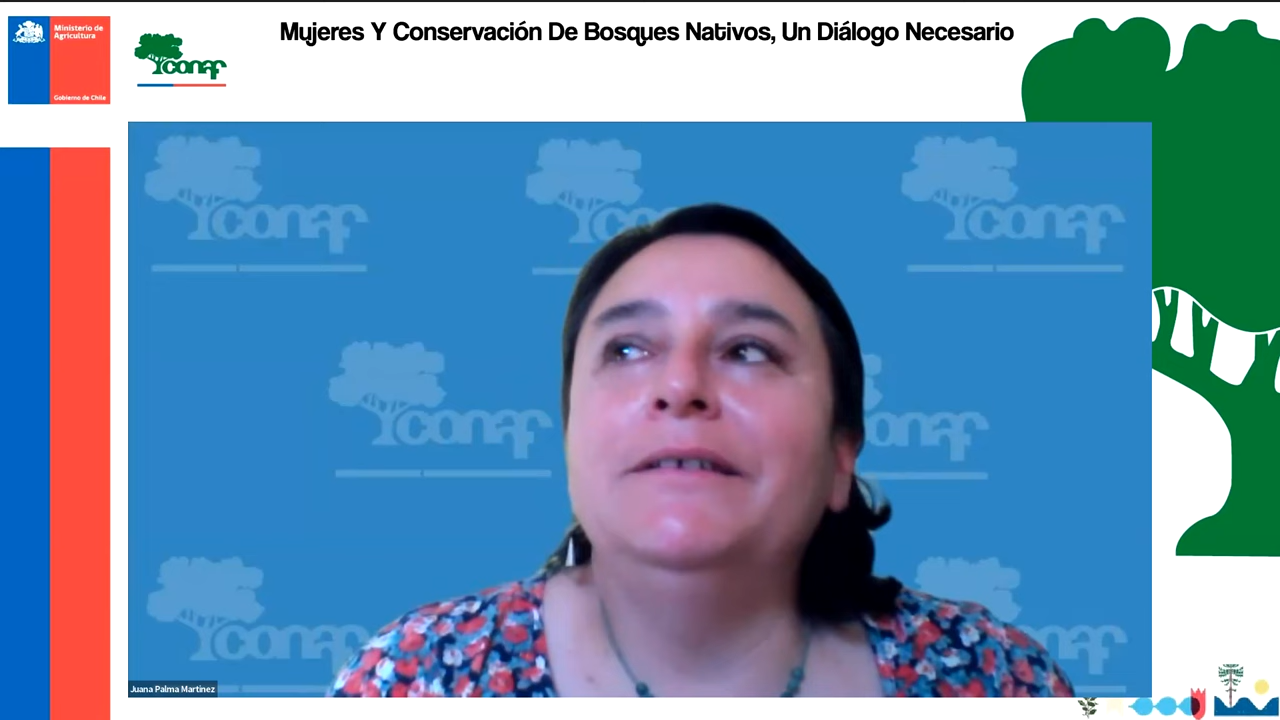 Mujeres Y Conservación De Bosques Nativos, Un Diálogo Necesario
Ministerio de
Agricultura
Gobierno de Chile
conaf
conaf
conaf
conaf
conaf
conaf
conaf
conaf
Juana Palma Martínez